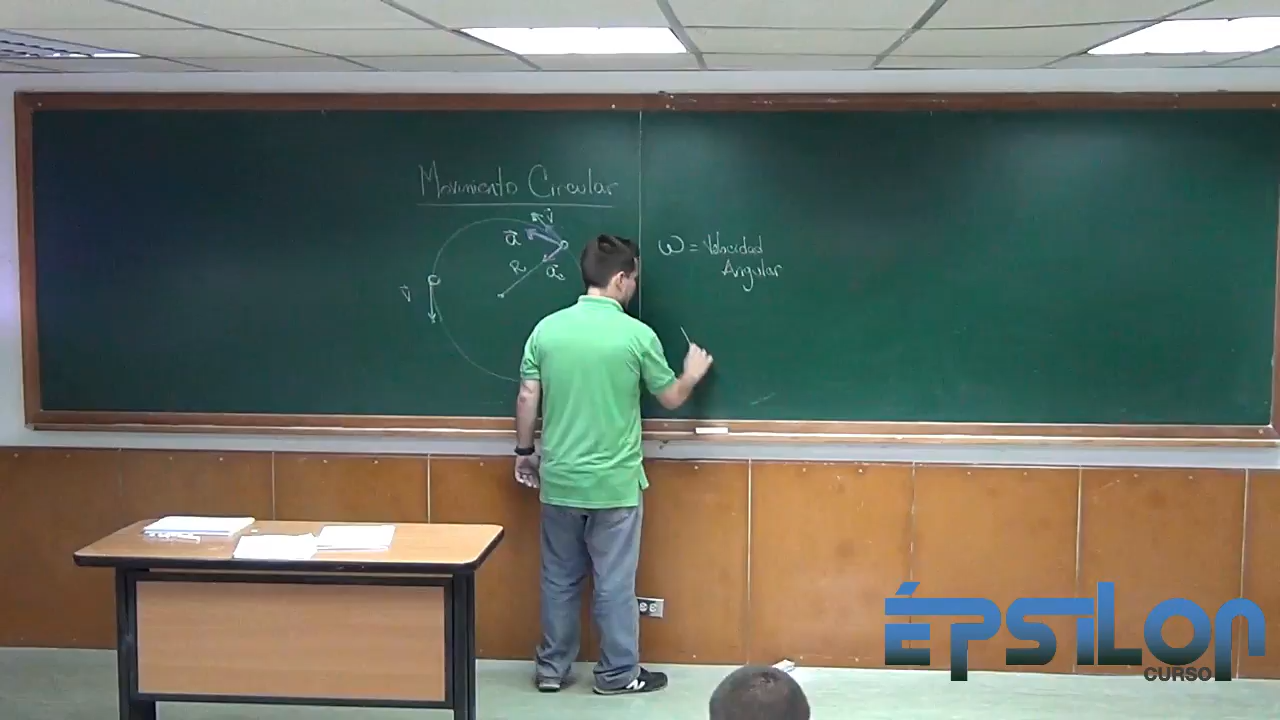 Movimiento Circular
v
a
R
ac
v
ω = Velocidad
Angular
ÉPSILON
CURSO